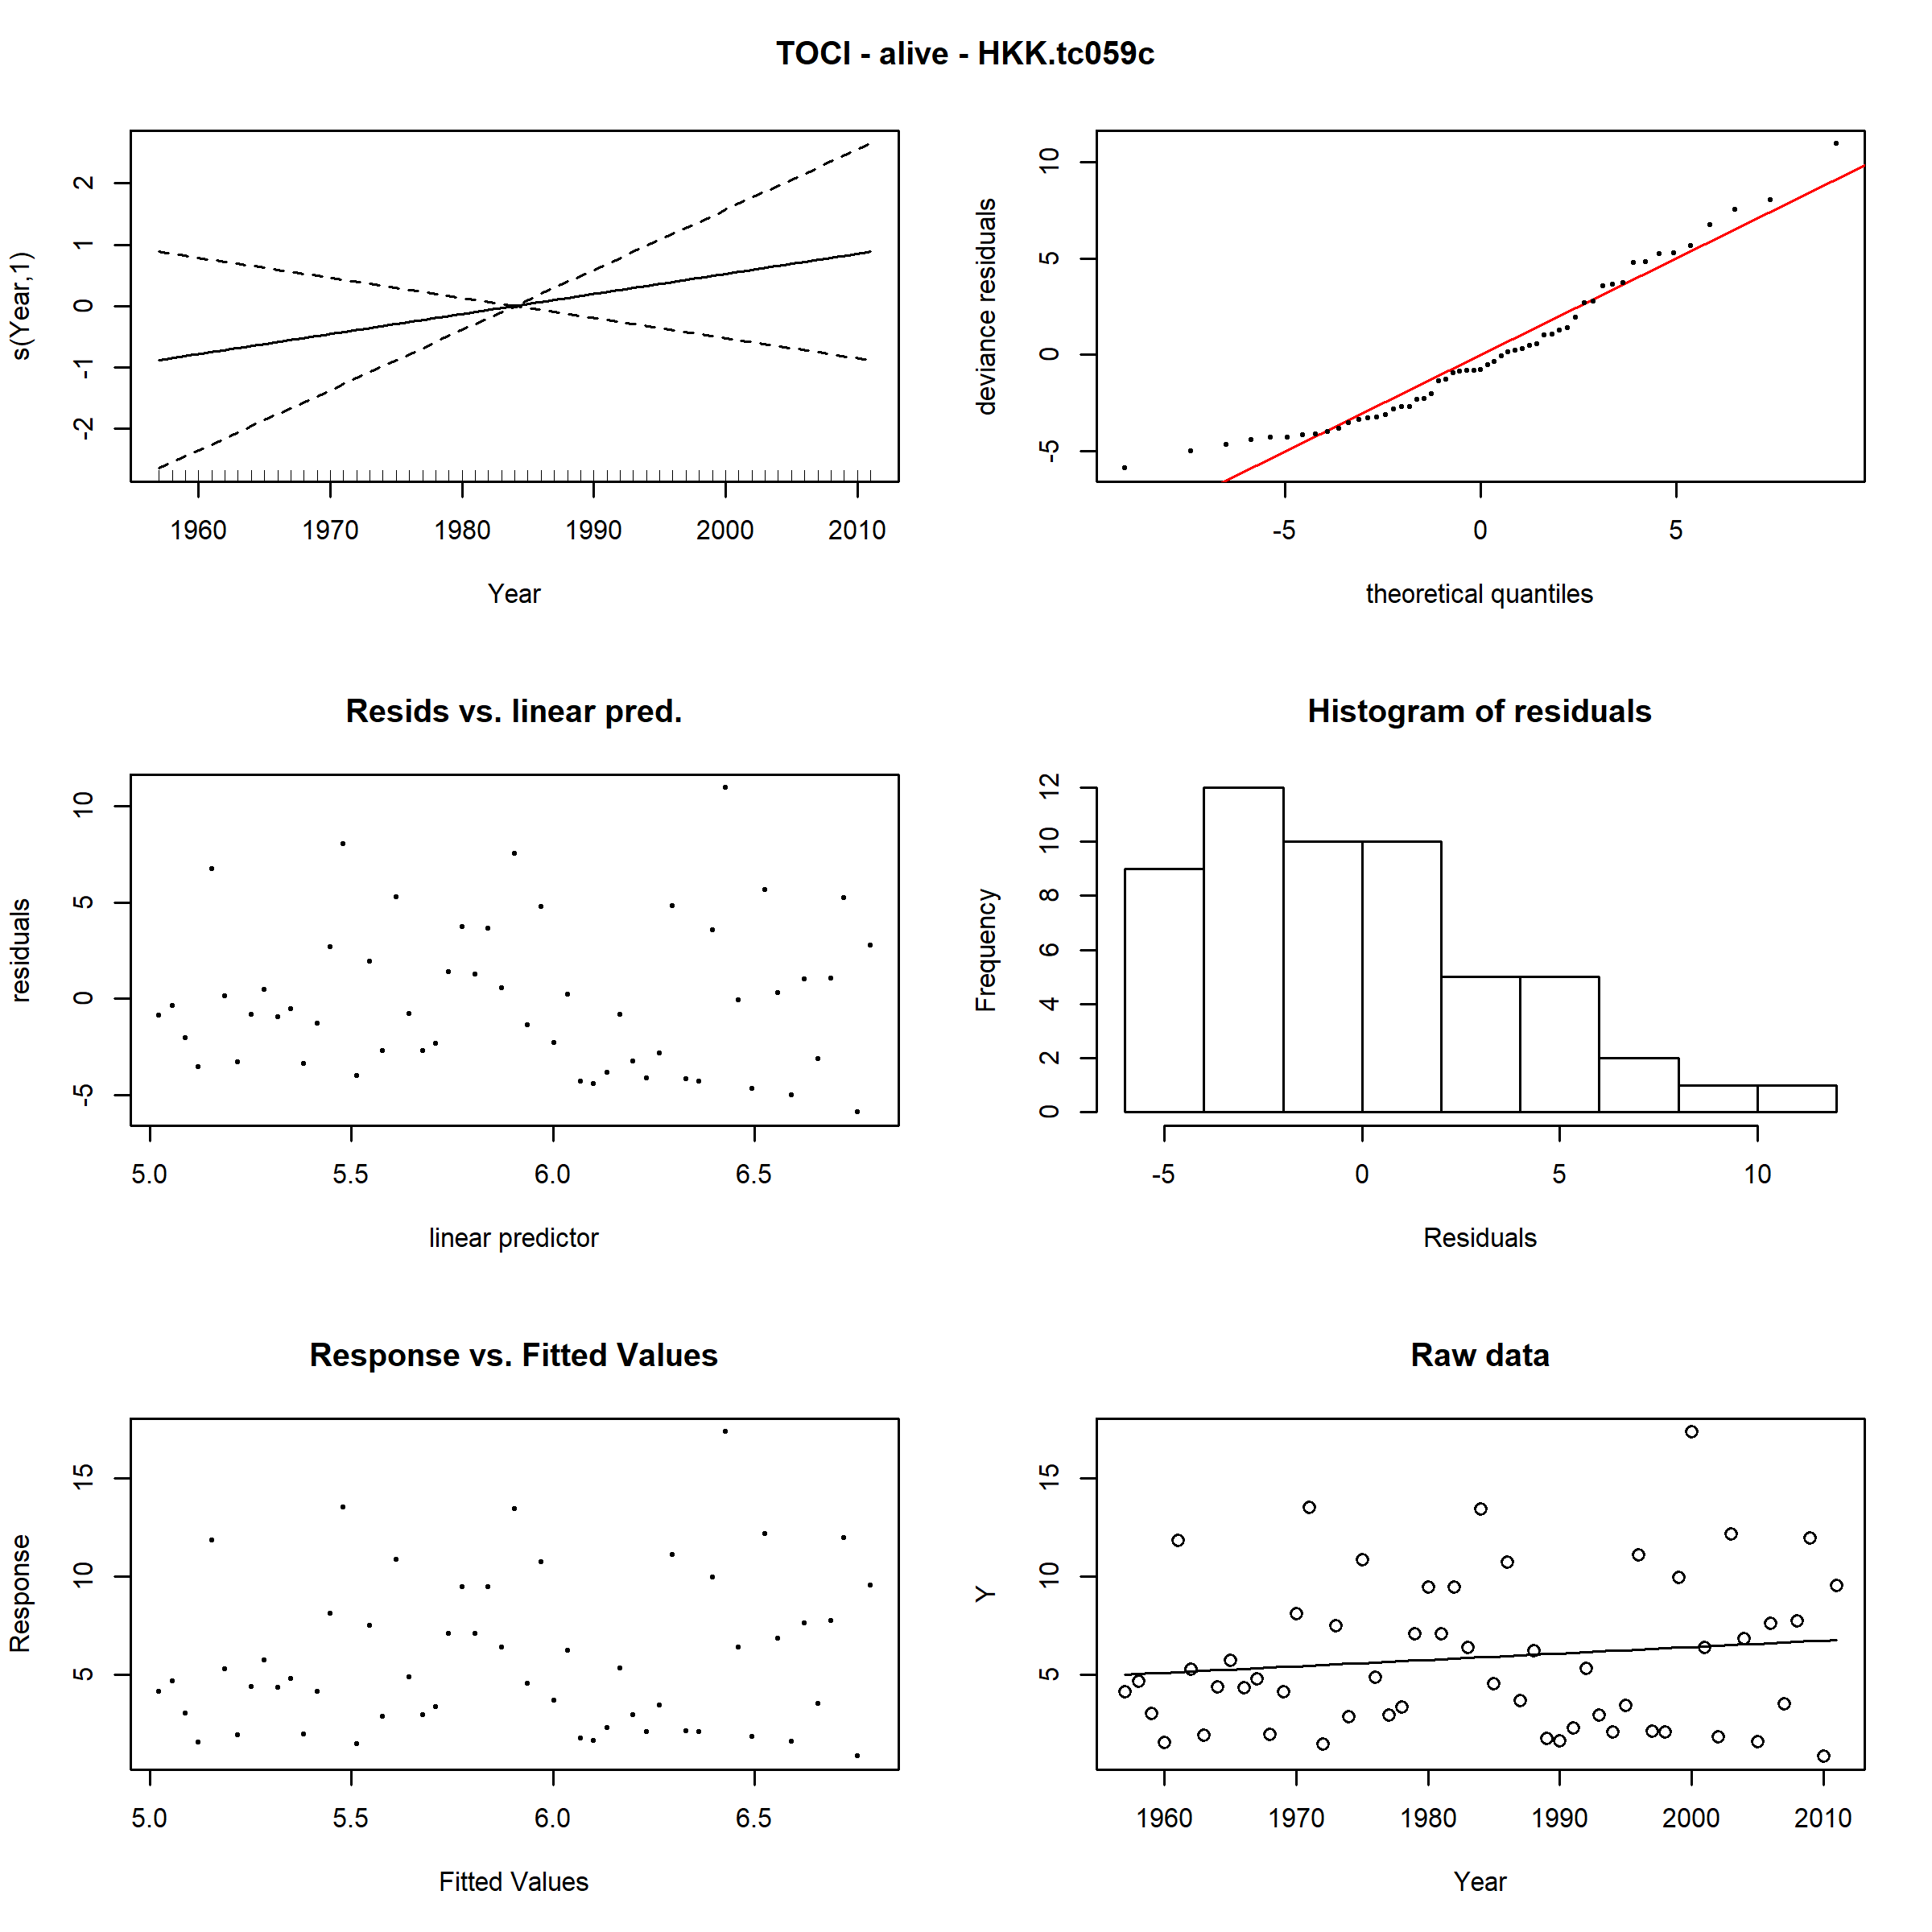 TOCI - alive - HKK.tc059c
s(Year,1)
2
1
0
-1
-2
1960 1970 1980 1990 2000 2010
Year
deviance residuals
10
5
0
-5
-5 0 5
theoretical quantiles
Resids vs. linear pred.
residuals
10
5
0
-5
5.0 5.5 6.0 6.5
linear predictor
Histogram of residuals
Frequency
12
10
8
6
4
2
0
-5 0 5 10
Residuals
Response vs. Fitted Values
Response
15
10
5
5.0 5.5 6.0 6.5
Fitted Values
Raw data
Y
15
10
5
1960 1970 1980 1990 2000 2010
Year